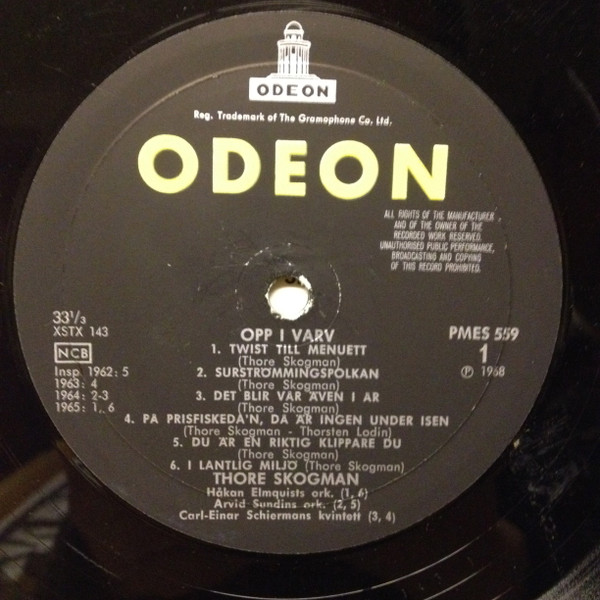 ODEON
Reg. Trademark of The Gramophone Co. Ltd.
ODEON
ALL RIGHTS OF THE MANUFACTURER
AND OF THE OWNER OF THE
RECORDED WORK RESERVED.
UNAUTHORISED PUBLIC PERFORMANCE,
BROADCASTING AND COPYING
OF THIS RECORD PROHIBITED.
33⅓
XSTX 143
NCB
Insp. 1962: 5
1963: 4
1964: 2-3
1965: 1, 6
PMES 559
1
℗ 1968
OPP I VARV
1. TWIST TILL MENUETT
(Thore Skogman)
2. SURSTRÖMMINGSPOLKAN
(Thore Skogman)
3. DET BLIR VÅR ÄVEN I ÅR
(Thore Skogman)
4. PÅ PRISFISKEDA'N, DÅ ÄR INGEN UNDER ISEN
(Thore Skogman - Thorsten Lodin)
5. DU ÄR EN RIKTIG KLIPPARE DU
(Thore Skogman)
6. I LANTLIG MILJÖ (Thore Skogman)
THORE SKOGMAN
Håkan Elmquists ork. (1, 6)
Arvid Sundins ork. (2, 5)
Carl-Einar Schiermans kvintett (3, 4)